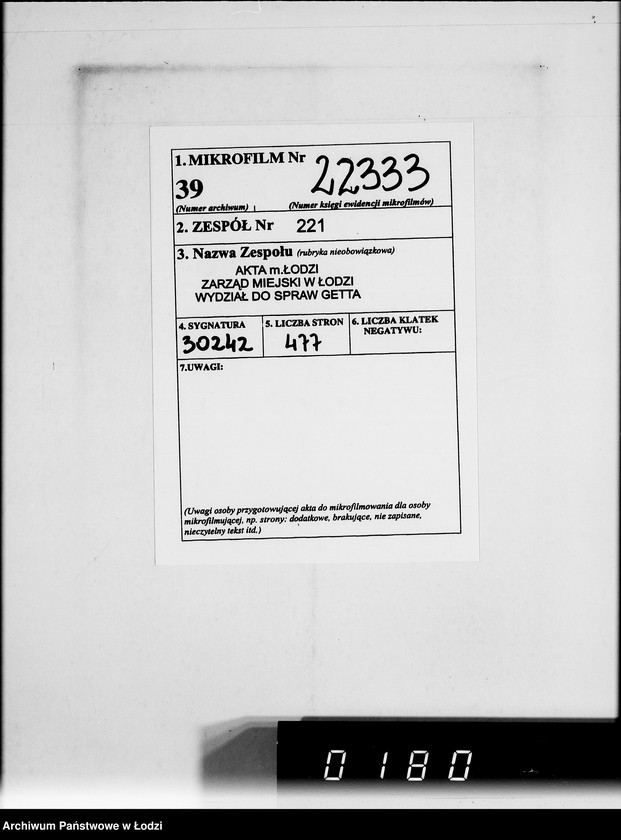 1. MIKROFILM Nr 22333
39
(Numer archiwum) (Numer księgi ewidencji mikrofilmów)
2. ZESPÓŁ Nr 221
3. Nazwa Zespołu (rubryka nieobowiązkowa)
AKTA m.ŁODZI
ZARZĄD MIEJSKI W ŁODZI
WYDZIAŁ DO SPRAW GETTA
4. SYGNATURA 5. LICZBA STRON 6. LICZBA KLATEK
NEGATYWU:
30242 477
7.UWAGI:
(Uwagi osoby przygotowującej akta do mikrofilmowania dla osoby
mikrofilmującej, np. strony: dodatkowe, brakujące, nie zapisane,
nieczytelny tekst itd.)
0180
Archiwum Państwowe w Łodzi